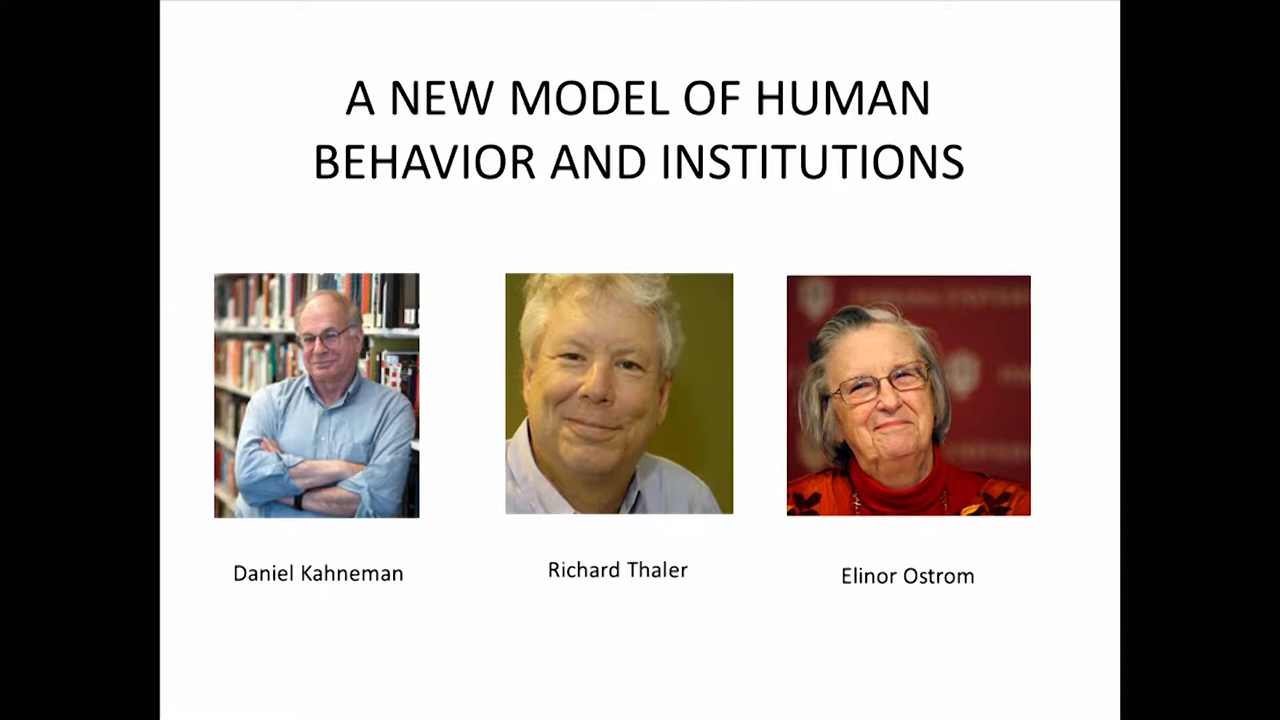 A NEW MODEL OF HUMAN
BEHAVIOR AND INSTITUTIONS
Daniel Kahneman
Richard Thaler
Elinor Ostrom